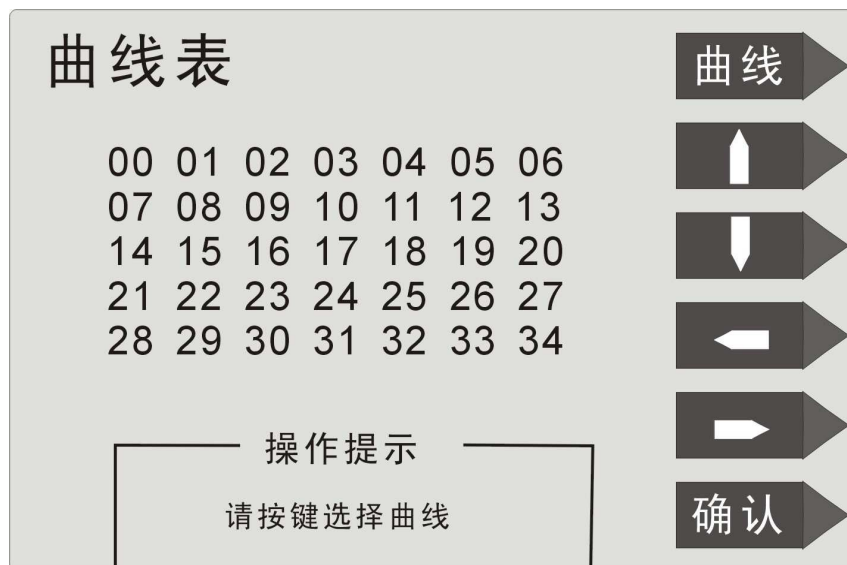 曲线表
00 01 02 03 04 05 06
07 08 09 10 11 12 13
14 15 16 17 18 19 20
21 22 23 24 25 26 27
28 29 30 31 32 33 34
操作提示
请按键选择曲线
曲线
确认